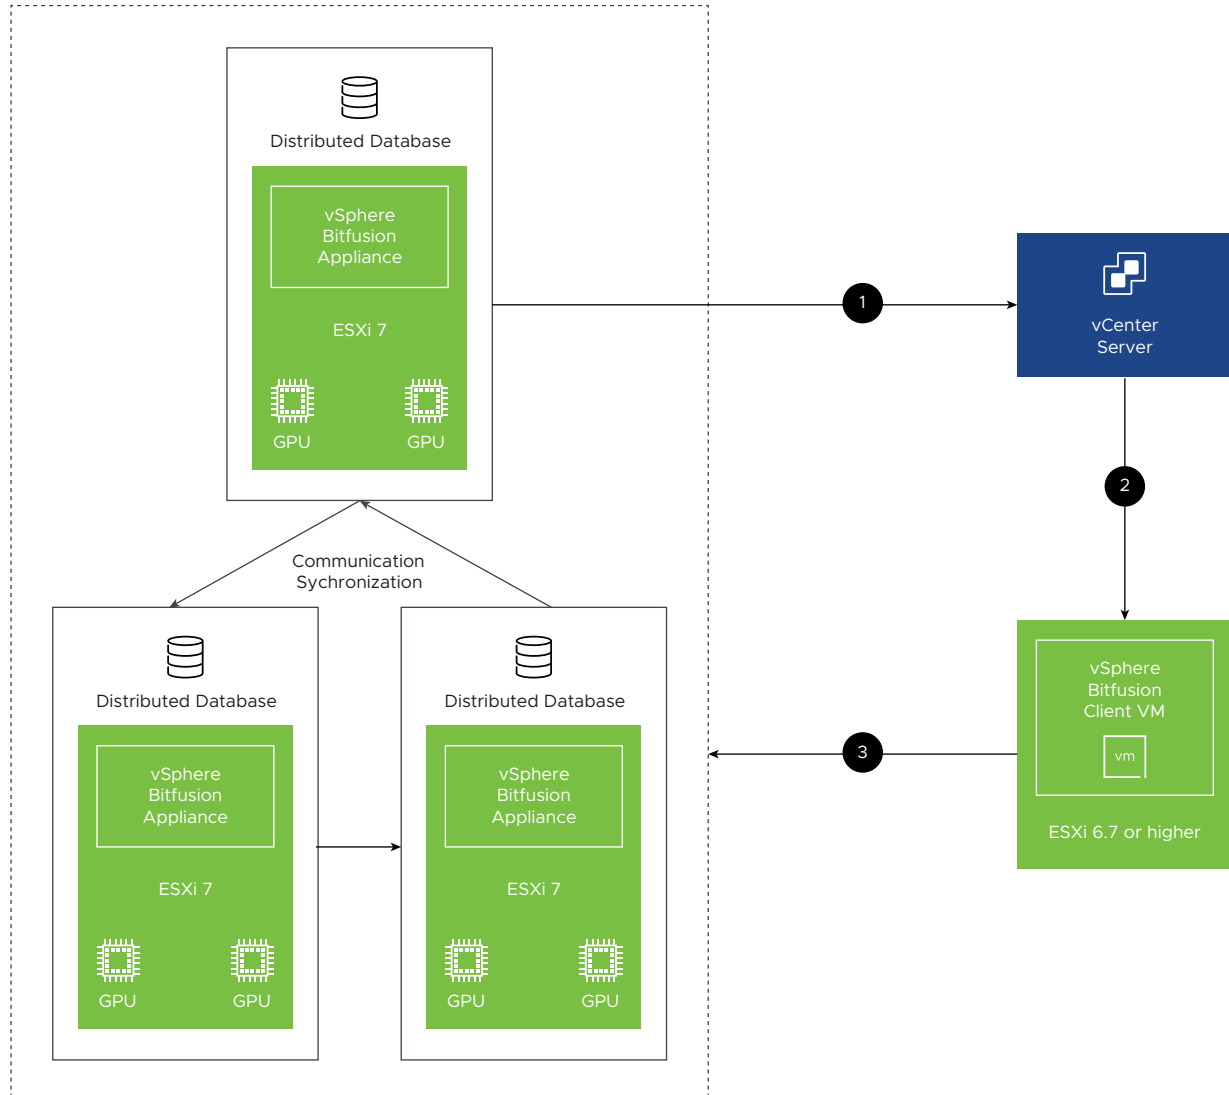 Distributed Database
vSphere
Bitfusion
Appliance
ESXi 7
GPU
GPU
1
vCenter
Server
2
Communication
Sychronization
Distributed Database
vSphere
Bitfusion
Appliance
ESXi 7
GPU
GPU
Distributed Database
vSphere
Bitfusion
Appliance
ESXi 7
GPU
GPU
3
vSphere
Bitfusion
Client VM
vm
ESXi 6.7 or higher